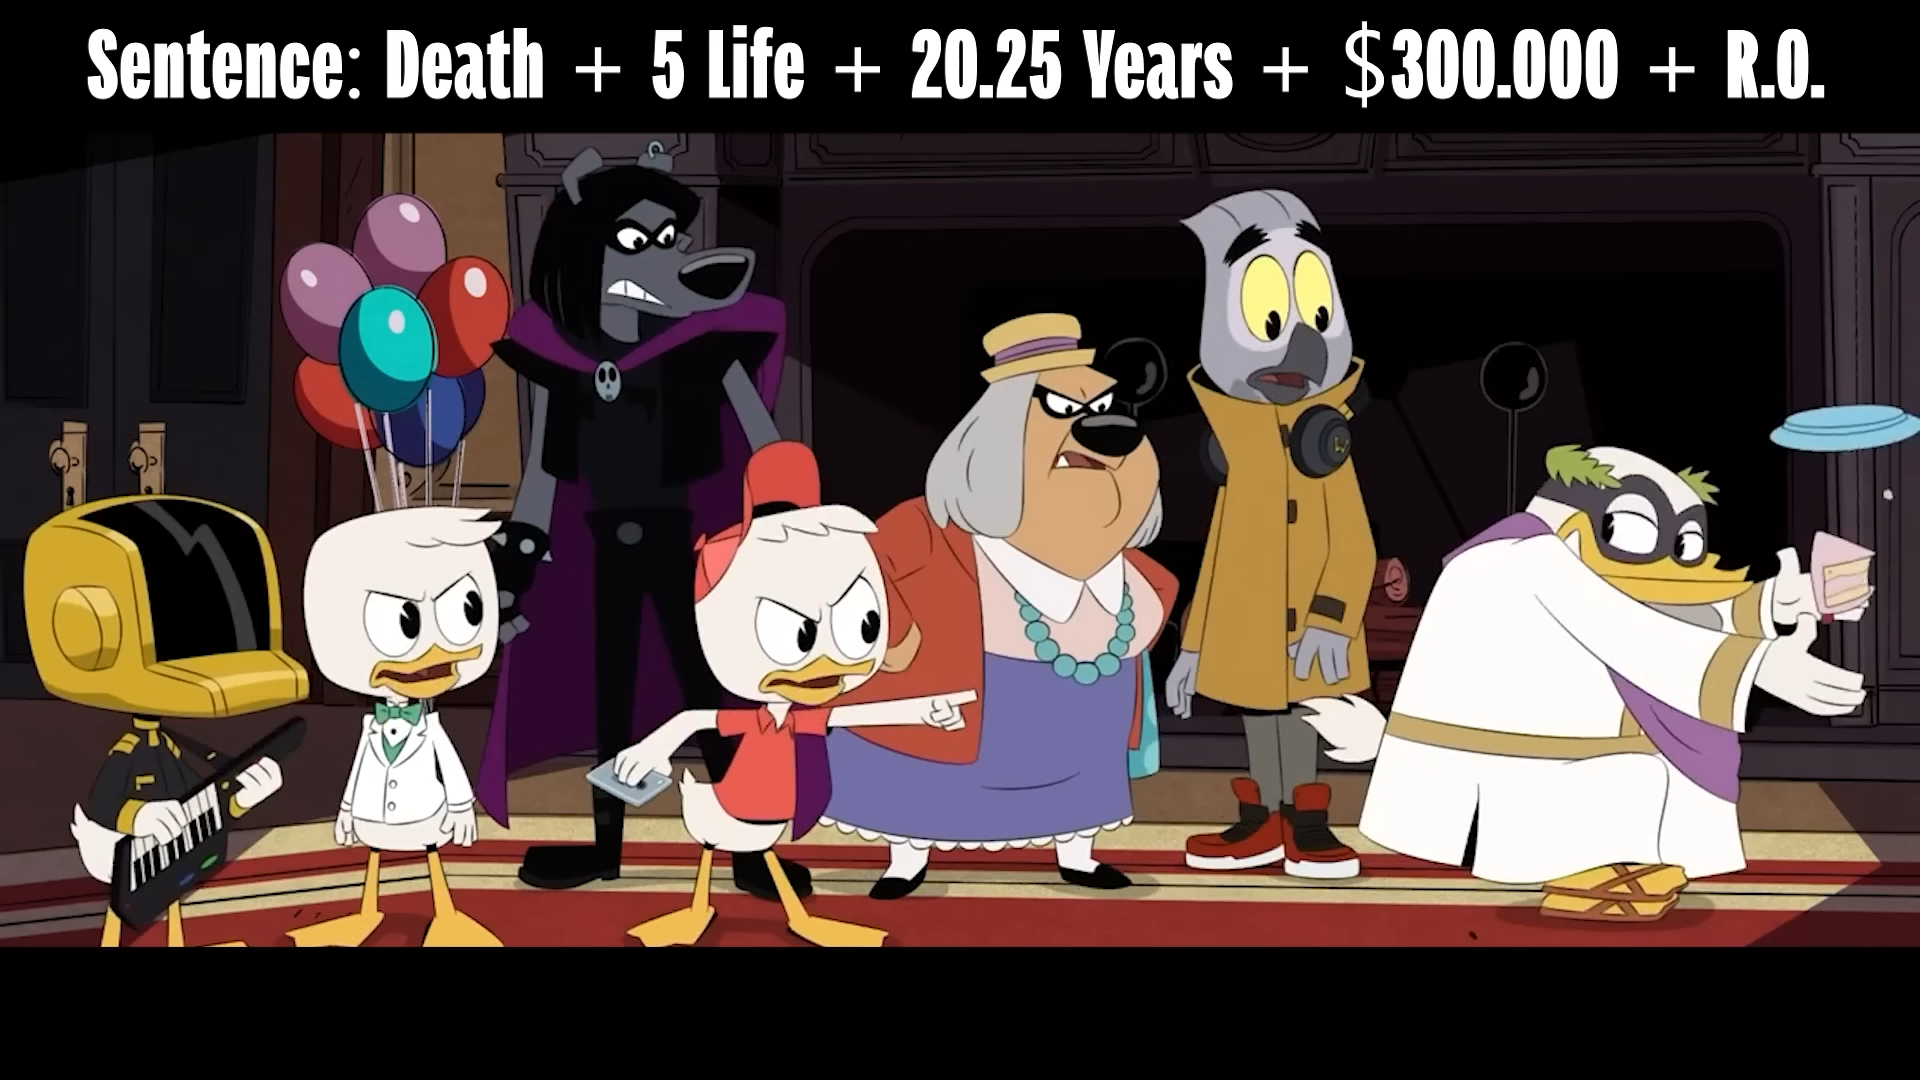 Sentence: Death + 5 Life + 20.25 Years + $300.000 + R.O.
W